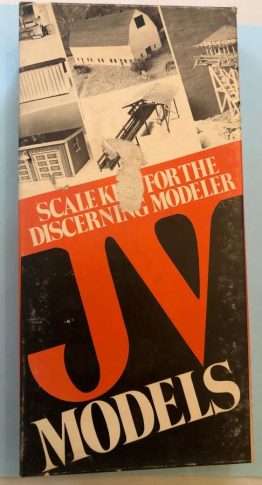 SCALE KI FOR THE
DISCERNING MODELER
JV
MODELS